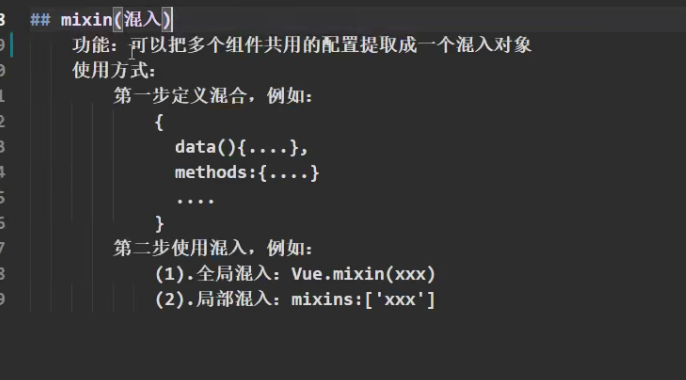 8 ## mixin(混入)
9 功能：可以把多个组件共用的配置提取成一个混入对象
0 使用方式：
1 第一步定义混合，例如：
2 {
3 data(){....},
4 methods:{....}
5 ....
6 }
7 第二步使用混入，例如：
8 (1).全局混入：Vue.mixin(xxx)
9 (2).局部混入：mixins:['xxx']